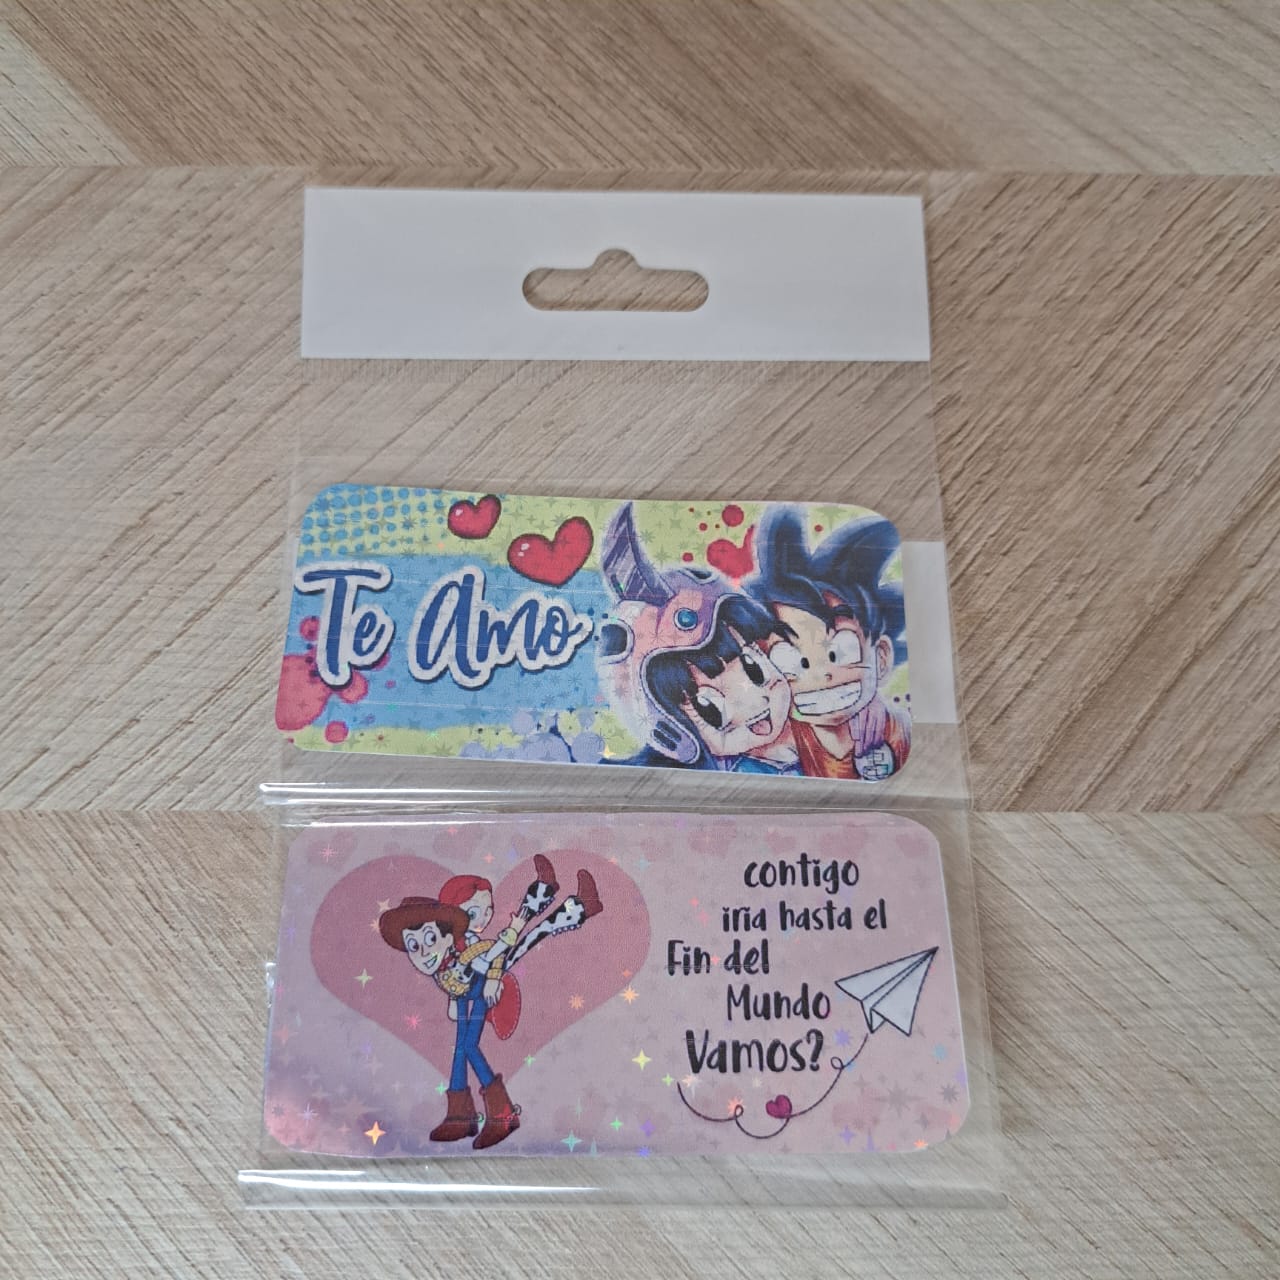 Te Amo
contigo
iria hasta el
Fin del
Mundo
Vamos?